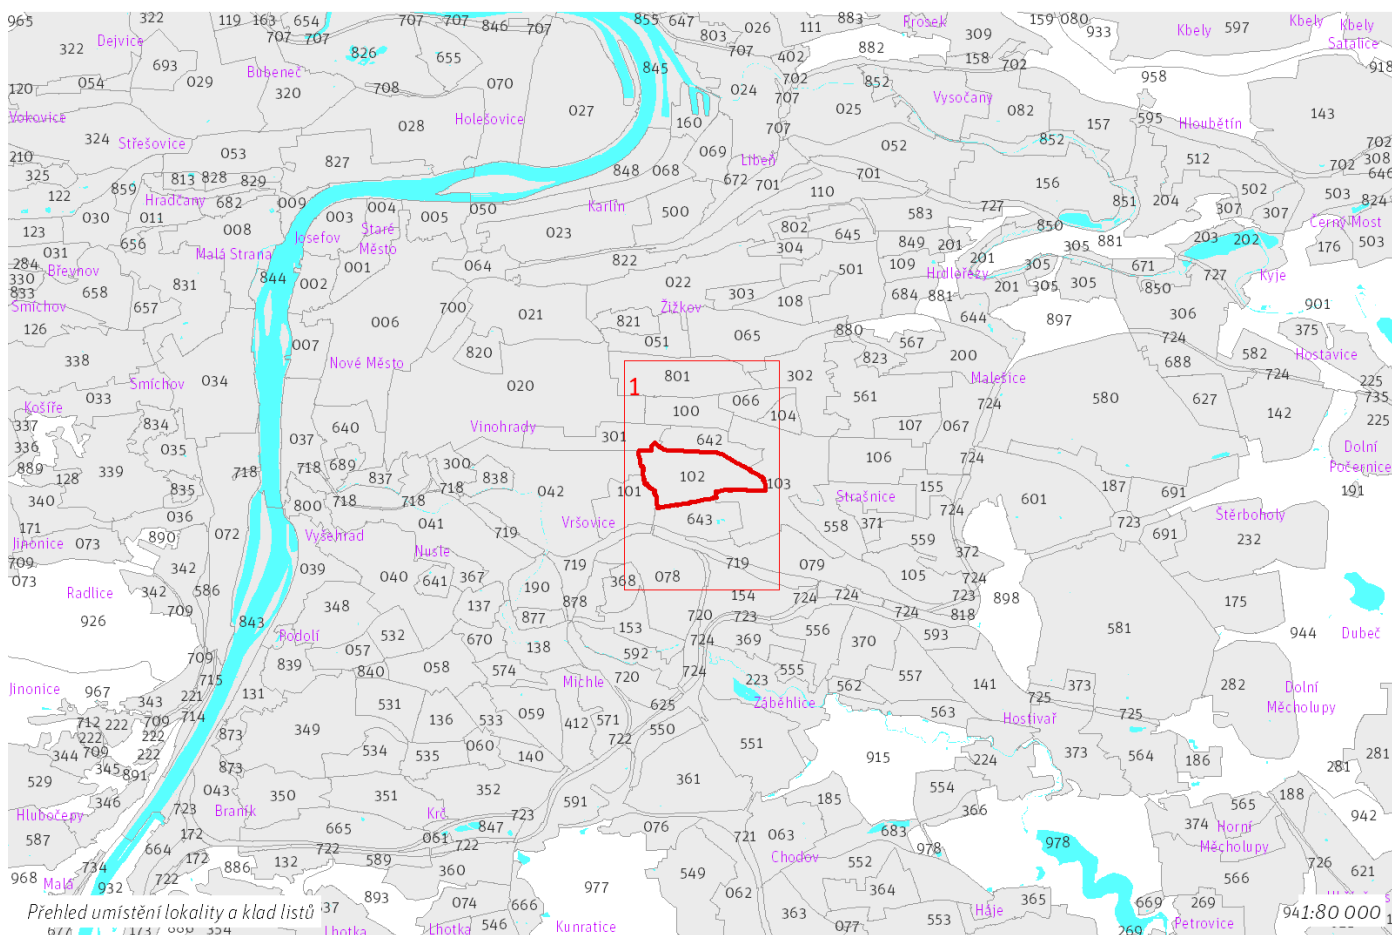 965 322 119 163 654 707 707 846 707 855 647 026 111 883 Prosek 159 080 Kbely 597 Kbely Kbely
322 Dejvice 707 707 826 655 803 707 402 882 309 933 Satalice
693 054 029 Bubeneč 320 708 070 845 024 702 852 158 702 958 918
120 Vokovice 027 160 707 025 Vysočany 082 157 595 Hloubětín 143
324 Střešovice 028 Holešovice 707 052 852 702
210 053 827 069 Libeň 512 702 308
325 859 813 828 829 848 068 672 701 701 156 646
122 Hradčany 682 009 004 050 Karlín 110 727 851 204 502 503 824
030 011 003 005 500 583 850 307 307 Černý Most
123 656 008 Josefov Staré Město 023 802 645 849 201 305 881 203 202 176 503
031 Malá Strana 001 822 304
284 Břevnov 844 064 501 109 Hrdlořezy 201 305 671 727 Kyje
330 833 658 831 002 022 303 108 684 881 201 305 305 850 901
Smíchov 657 700 021 Žižkov 644 897 306
126 006 821 051 065 880 567 724 375
338 007 Nové Město 820 823 200 688 582 Hostavice
034 Smíchov 020 801 302 Malešice 724 225
1
033 066 561 724 580 627 142 735
Košíře 100 104 225
337 834 640 Vinohrady 301 642 107 067
336 037 Dolní Počernice
889 035 718 718 689 300 106 724
128 339 837 838 102 103 155 187 191
340 835 718 718 718 042 101 Strašnice 601 691
036 800 643 724 Štěrboholy
171 890 072 Vyšehrad 041 719 Vršovice 558 371 723 691 232
Jinonice 073 Nusle 559 372
709 342 039 719 719 079
073 586 040 641 367 190 368 078 105 724
Radlice 342 878 154 724 724 723 898 175
926 709 348 137 877 720 723 724 818
843 Podolí 532 670 153 724 369 556 370 593 581 944 Dubeč
057 138 592
709 839 840 058 574 Michle 720 724 555 557
Jinonice 715 223 562 141 373 282 Dolní Měcholupy
967 221 131 531 059 625 Záběhlice 725
343 714 136 533 412 571 563 Hostivař 725
712 222 709 873 349 722 550
222 222 534 060 551 373 564
344 709 222 535 140 915 224 186 281
345 891 873 361 281
529 043 350 351 352 554
346 591 185 366 565 188
Hlubočepy 723 Braník Krč 723 942
587 172 665 061 847 076 721 063 683 978 978 374 Horní Měcholupy
664 722 722 Chodov
734 172 886 132 589 360 549 552 726
968 Malá 932 722 893 977 062 364 566 621
074 666 365 669 269
Přehled umístění lokality a klad listů 363 Háje 1:80 000
546 Kunratice 077 553 Petrovice
173 354 Lhotka Lhotka 269